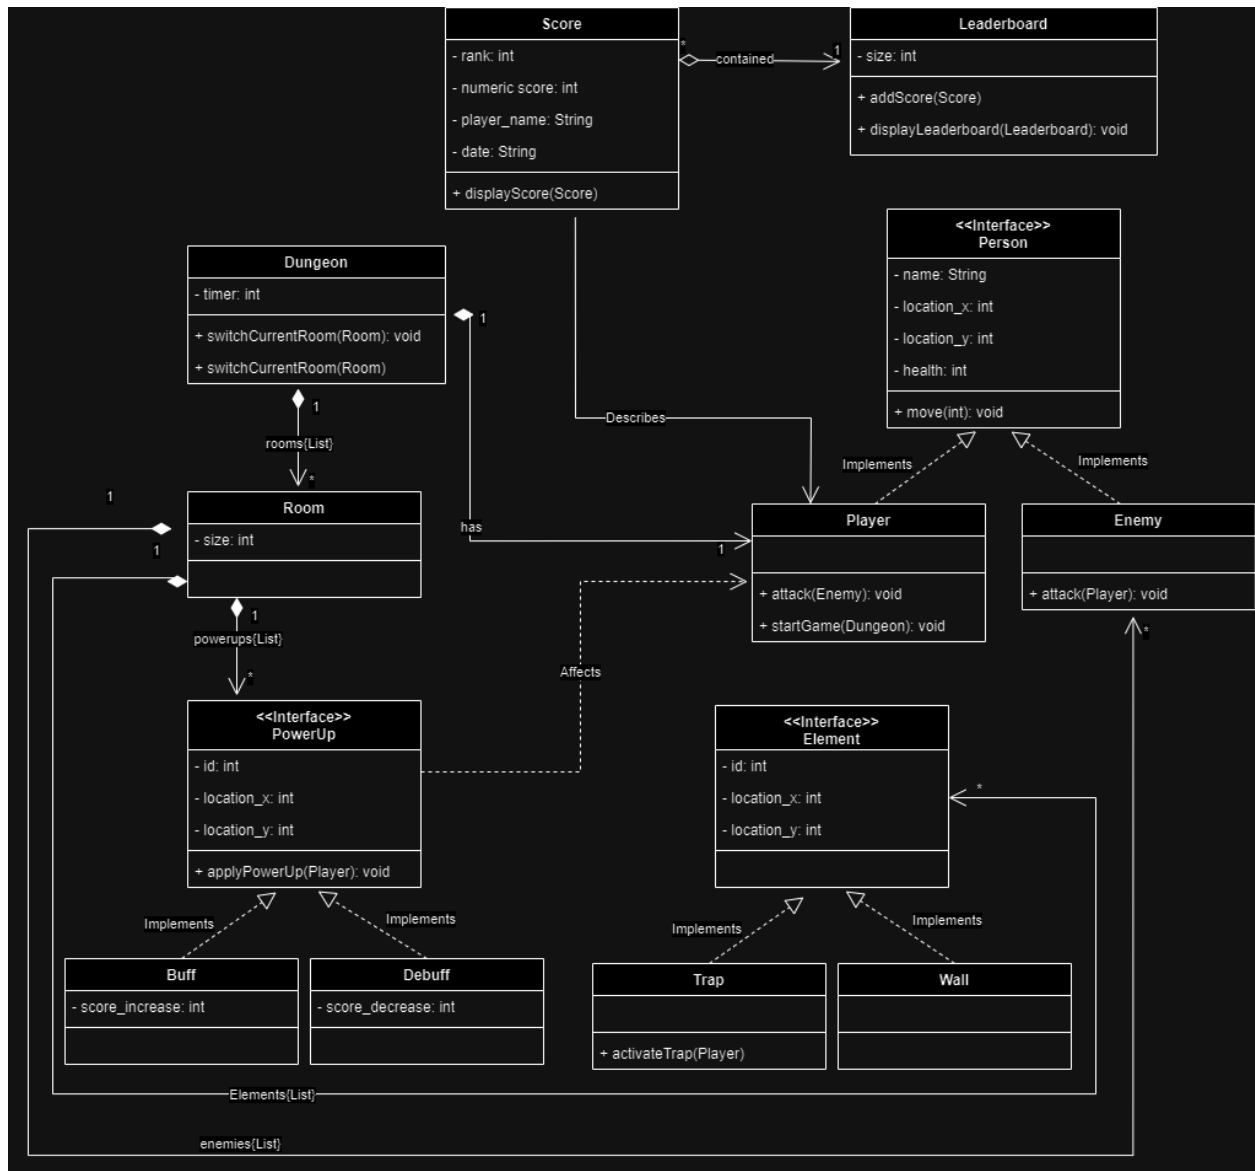 Score
- rank: int
- numeric score: int
- player_name: String
- date: String
+ displayScore(Score)
*
contained
1
Leaderboard
- size: int
+ addScore(Score)
+ displayLeaderboard(Leaderboard): void
<<Interface>>
Person
- name: String
- location_x: int
- location_y: int
- health: int
+ move(int): void
Dungeon
- timer: int
+ switchCurrentRoom(Room): void
+ switchCurrentRoom(Room)
1
1
rooms{List}
*
Describes
Implements
Implements
1
Room
- size: int
1
1
powerups{List}
*
has
1
Player
+ attack(Enemy): void
+ startGame(Dungeon): void
Enemy
+ attack(Player): void
*
Affects
<<Interface>>
PowerUp
- id: int
- location_x: int
- location_y: int
+ applyPowerUp(Player): void
<<Interface>>
Element
- id: int
- location_x: int
- location_y: int
*
Implements
Implements
Implements
Implements
Buff
- score_increase: int
Debuff
- score_decrease: int
Trap
+ activateTrap(Player)
Wall
Elements{List}
enemies{List}